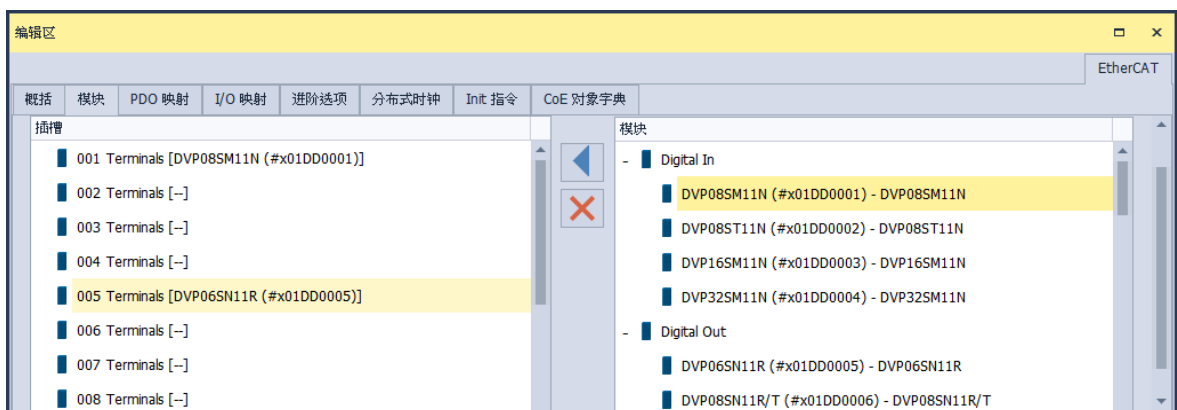 编辑区
EtherCAT
概括 模块 PDO 映射 I/O 映射 进阶选项 分布式时钟 Init 指令 CoE 对象字典
插槽
001 Terminals [DVP08SM11N (#x01DD0001)]
002 Terminals [--]
003 Terminals [--]
004 Terminals [--]
005 Terminals [DVP06SN11R (#x01DD0005)]
006 Terminals [--]
007 Terminals [--]
008 Terminals [--]
模块
- Digital In
DVP08SM11N (#x01DD0001) - DVP08SM11N
DVP08ST11N (#x01DD0002) - DVP08ST11N
DVP16SM11N (#x01DD0003) - DVP16SM11N
DVP32SM11N (#x01DD0004) - DVP32SM11N
- Digital Out
DVP06SN11R (#x01DD0005) - DVP06SN11R
DVP08SN11R/T (#x01DD0006) - DVP08SN11R/T